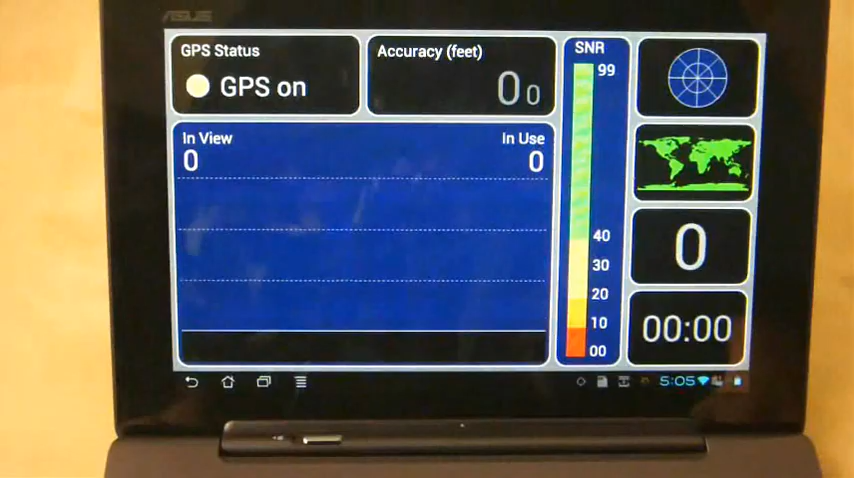 ASUS
GPS Status
GPS on
Accuracy (feet)
0 0
In View
0
In Use
0
SNR
99
40
30
20
10
00
0
00:00
5:05